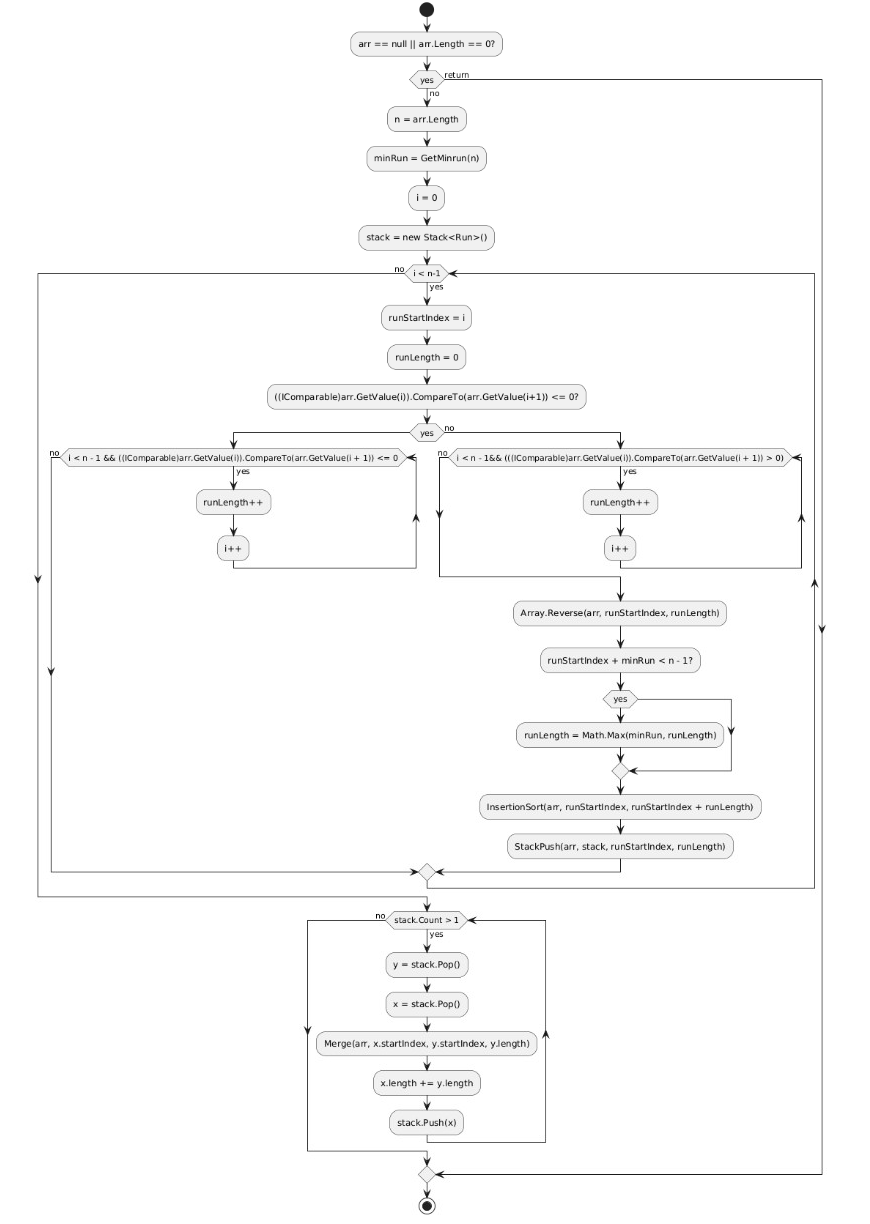 arr == null || arr.Length == 0?
yes
return
no
n = arr.Length
minRun = GetMinrun(n)
i = 0
stack = new Stack<Run>()
no
i < n-1
yes
runStartIndex = i
runLength = 0
((IComparable)arr.GetValue(i)).CompareTo(arr.GetValue(i+1)) <= 0?
yes
no
no
i < n - 1 && ((IComparable)arr.GetValue(i)).CompareTo(arr.GetValue(i + 1)) <= 0
yes
runLength++
i++
no
i < n - 1&& (((IComparable)arr.GetValue(i)).CompareTo(arr.GetValue(i + 1)) > 0)
yes
runLength++
i++
Array.Reverse(arr, runStartIndex, runLength)
runStartIndex + minRun < n - 1?
yes
runLength = Math.Max(minRun, runLength)
InsertionSort(arr, runStartIndex, runStartIndex + runLength)
StackPush(arr, stack, runStartIndex, runLength)
no
stack.Count > 1
yes
y = stack.Pop()
x = stack.Pop()
Merge(arr, x.startIndex, y.startIndex, y.length)
x.length += y.length
stack.Push(x)